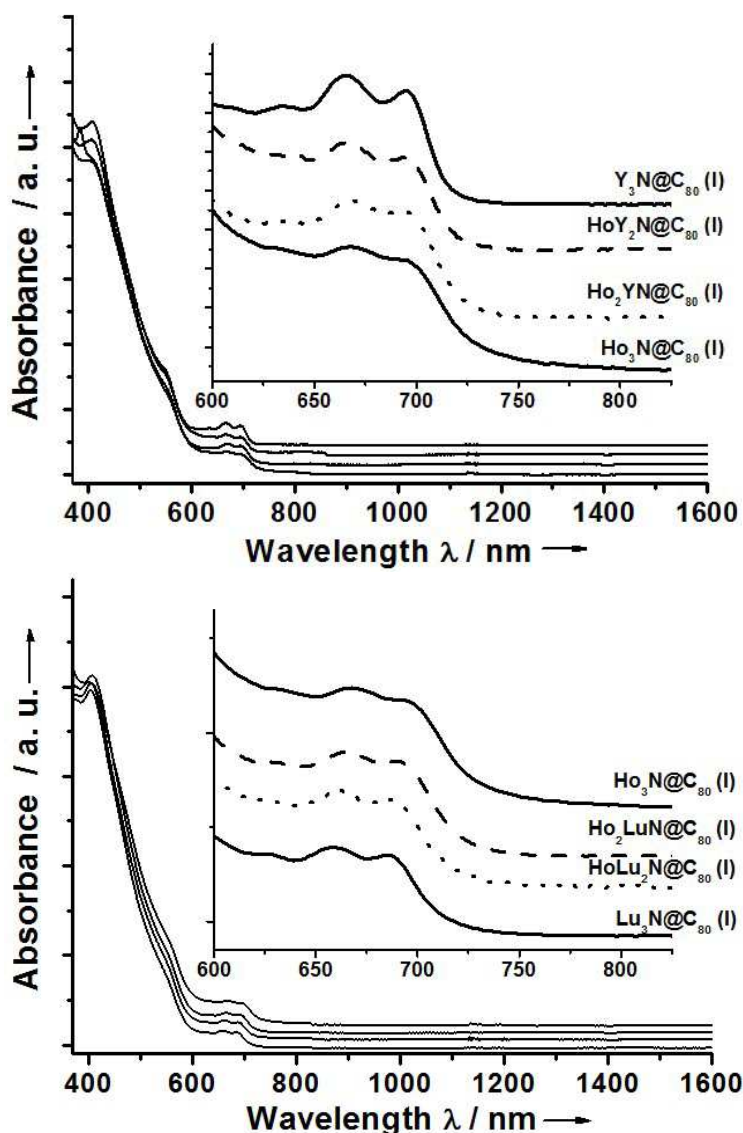 Absorbance / a. u.
Y₃N@C₈₀ (I)
HoY₂N@C₈₀ (I)
Ho₂YN@C₈₀ (I)
Ho₃N@C₈₀ (I)
600 650 700 750 800
400 600 800 1000 1200 1400 1600
Wavelength λ / nm
Absorbance / a. u.
Ho₃N@C₈₀ (I)
Ho₂LuN@C₈₀ (I)
HoLu₂N@C₈₀ (I)
Lu₃N@C₈₀ (I)
600 650 700 750 800
400 600 800 1000 1200 1400 1600
Wavelength λ / nm